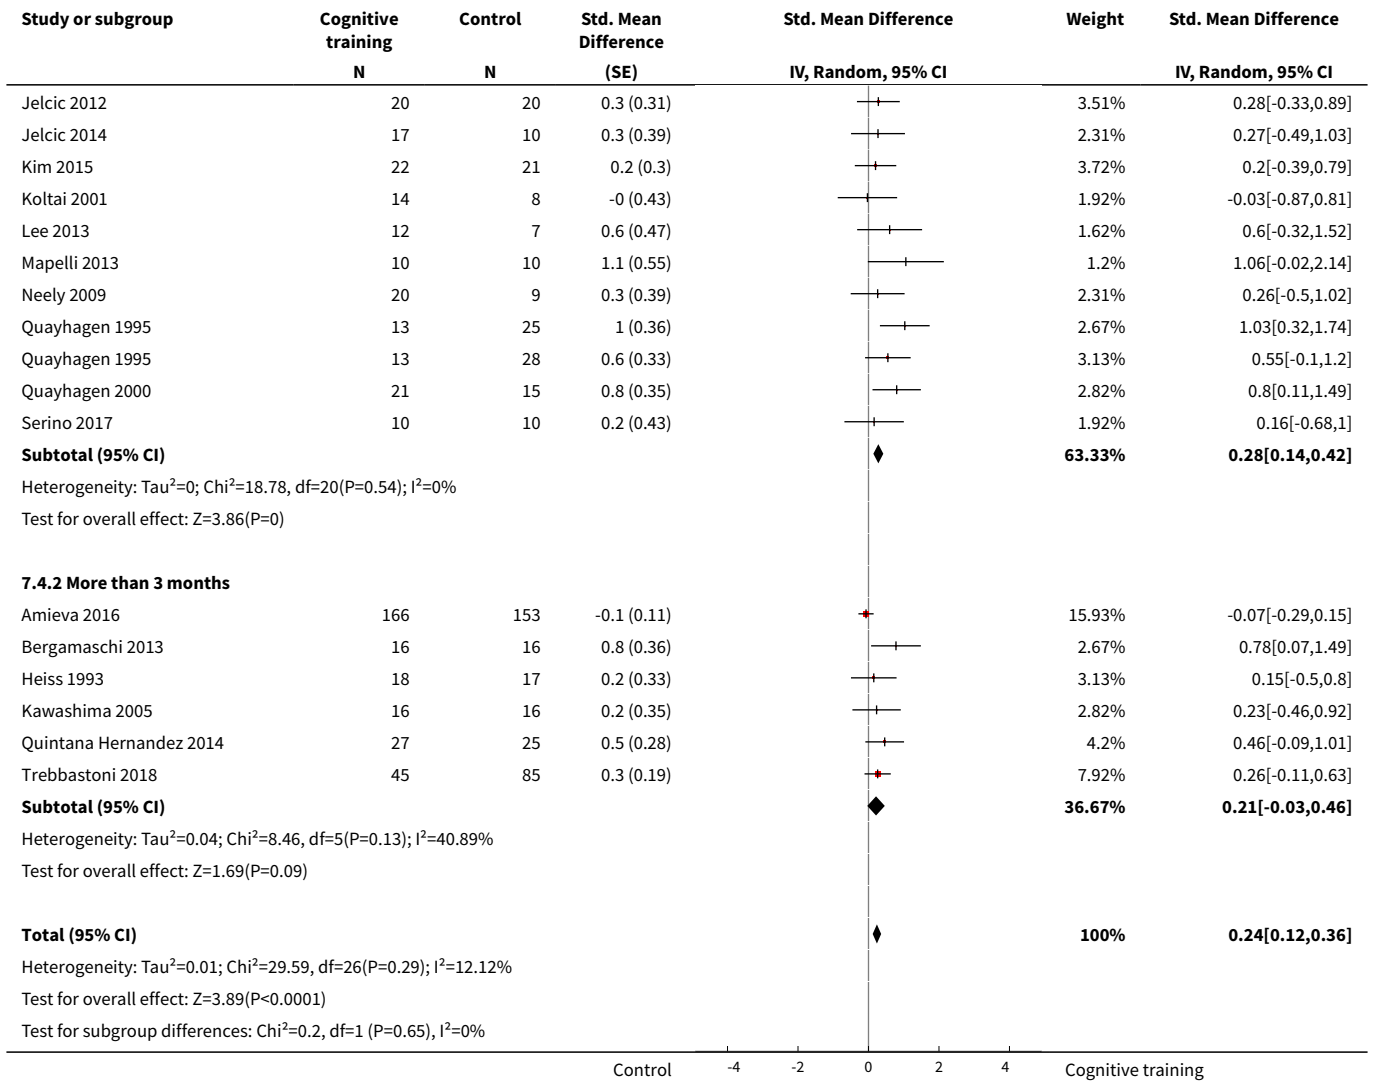 Study or subgroup Cognitive training Control Std. Mean Difference Std. Mean Difference Weight Std. Mean Difference
N N (SE) IV, Random, 95% CI IV, Random, 95% CI
Jelcic 2012 20 20 0.3 (0.31) 3.51% 0.28[-0.33,0.89]
Jelcic 2014 17 10 0.3 (0.39) 2.31% 0.27[-0.49,1.03]
Kim 2015 22 21 0.2 (0.3) 3.72% 0.2[-0.39,0.79]
Koltai 2001 14 8 -0 (0.43) 1.92% -0.03[-0.87,0.81]
Lee 2013 12 7 0.6 (0.47) 1.62% 0.6[-0.32,1.52]
Mapelli 2013 10 10 1.1 (0.55) 1.2% 1.06[-0.02,2.14]
Neely 2009 20 9 0.3 (0.39) 2.31% 0.26[-0.5,1.02]
Quayhagen 1995 13 25 1 (0.36) 2.67% 1.03[0.32,1.74]
Quayhagen 1995 13 28 0.6 (0.33) 3.13% 0.55[-0.1,1.2]
Quayhagen 2000 21 15 0.8 (0.35) 2.82% 0.8[0.11,1.49]
Serino 2017 10 10 0.2 (0.43) 1.92% 0.16[-0.68,1]
Subtotal (95% CI) 63.33% 0.28[0.14,0.42]
Heterogeneity: Tau²=0; Chi²=18.78, df=20(P=0.54); I²=0%
Test for overall effect: Z=3.86(P=0)
7.4.2 More than 3 months
Amieva 2016 166 153 -0.1 (0.11) 15.93% -0.07[-0.29,0.15]
Bergamaschi 2013 16 16 0.8 (0.36) 2.67% 0.78[0.07,1.49]
Heiss 1993 18 17 0.2 (0.33) 3.13% 0.15[-0.5,0.8]
Kawashima 2005 16 16 0.2 (0.35) 2.82% 0.23[-0.46,0.92]
Quintana Hernandez 2014 27 25 0.5 (0.28) 4.2% 0.46[-0.09,1.01]
Trebbastoni 2018 45 85 0.3 (0.19) 7.92% 0.26[-0.11,0.63]
Subtotal (95% CI) 36.67% 0.21[-0.03,0.46]
Heterogeneity: Tau²=0.04; Chi²=8.46, df=5(P=0.13); I²=40.89%
Test for overall effect: Z=1.69(P=0.09)
Total (95% CI) 100% 0.24[0.12,0.36]
Heterogeneity: Tau²=0.01; Chi²=29.59, df=26(P=0.29); I²=12.12%
Test for overall effect: Z=3.89(P<0.0001)
Test for subgroup differences: Chi²=0.2, df=1 (P=0.65), I²=0%
Control -4 -2 0 2 4 Cognitive training